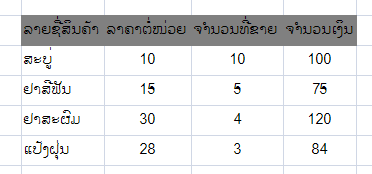 ລາຍຊື່ສິນຄ້າ ລາຄາຕໍ່ໜ່ວຍ ຈຳນວນທີ່ຂາຍ ຈຳນວນເງິນ
ສະບູ່ 10 10 100
ຢາສີຟັນ 15 5 75
ຢາສະຜົມ 30 4 120
ແປ້ງຝຸ່ນ 28 3 84